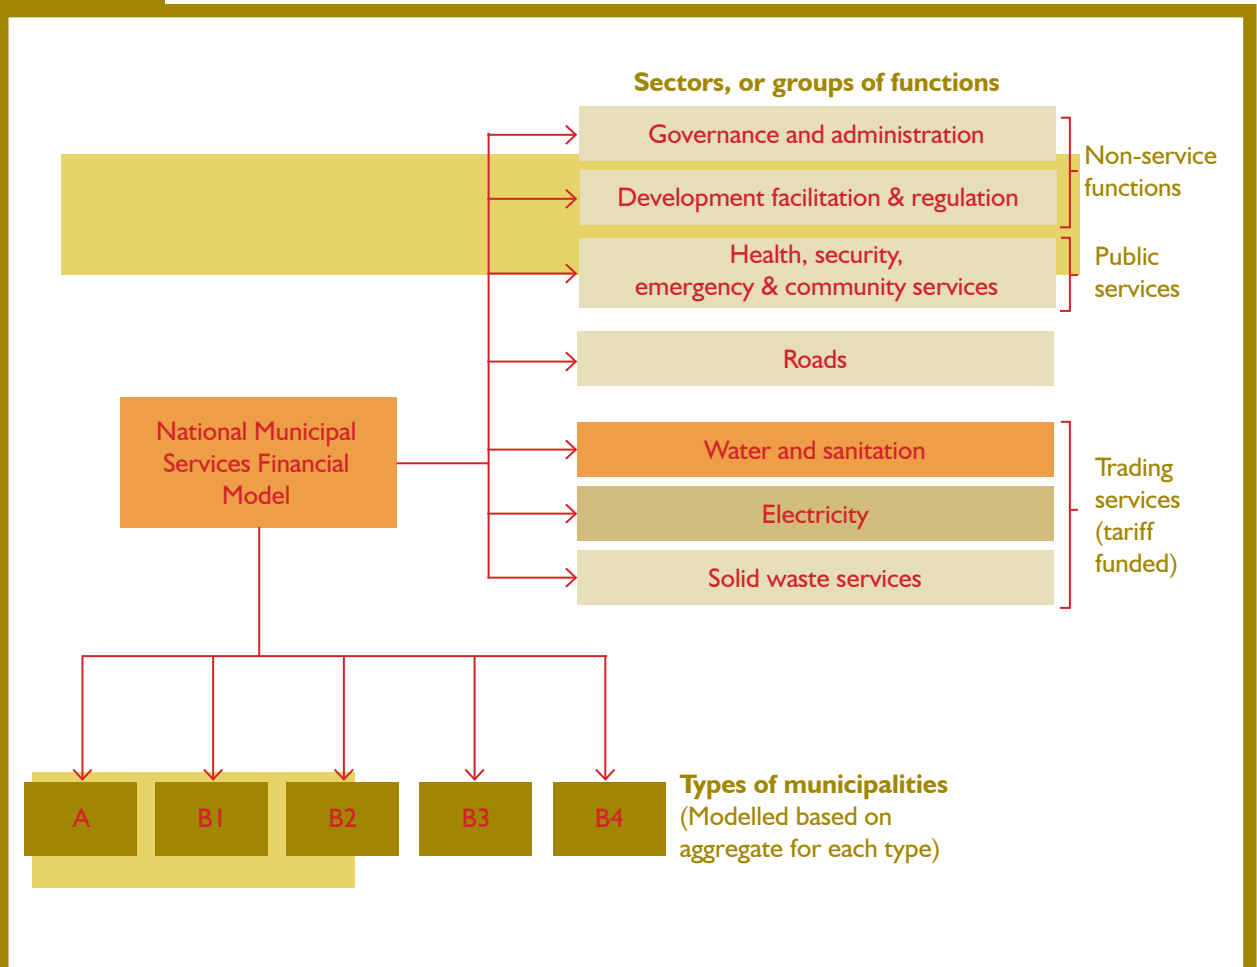 Sectors, or groups of functions
Governance and administration
Development facilitation & regulation
Non-service
functions
Health, security,
emergency & community services
Public
services
Roads
National Municipal
Services Financial
Model
Water and sanitation
Electricity
Solid waste services
Trading
services
(tariff
funded)
A
B1
B2
B3
B4
Types of municipalities
(Modelled based on
aggregate for each type)